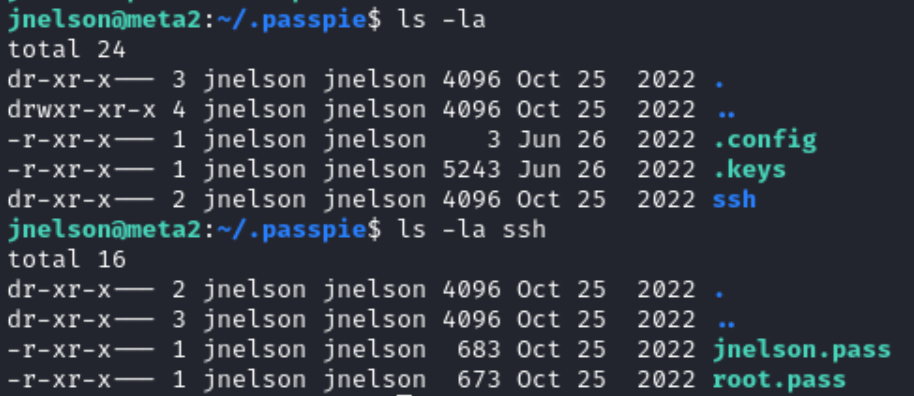 jnelson@meta2:~/.passpie$ ls -la
total 24
dr-xr-x--- 3 jnelson jnelson 4096 Oct 25  2022 .
drwxr-xr-x 4 jnelson jnelson 4096 Oct 25  2022 ..
-r-xr-x--- 1 jnelson jnelson    3 Jun 26  2022 .config
-r-xr-x--- 1 jnelson jnelson 5243 Jun 26  2022 .keys
dr-xr-x--- 2 jnelson jnelson 4096 Oct 25  2022 ssh
jnelson@meta2:~/.passpie$ ls -la ssh
total 16
dr-xr-x--- 2 jnelson jnelson 4096 Oct 25  2022 .
dr-xr-x--- 3 jnelson jnelson 4096 Oct 25  2022 ..
-r-xr-x--- 1 jnelson jnelson  683 Oct 25  2022 jnelson.pass
-r-xr-x--- 1 jnelson jnelson  673 Oct 25  2022 root.pass